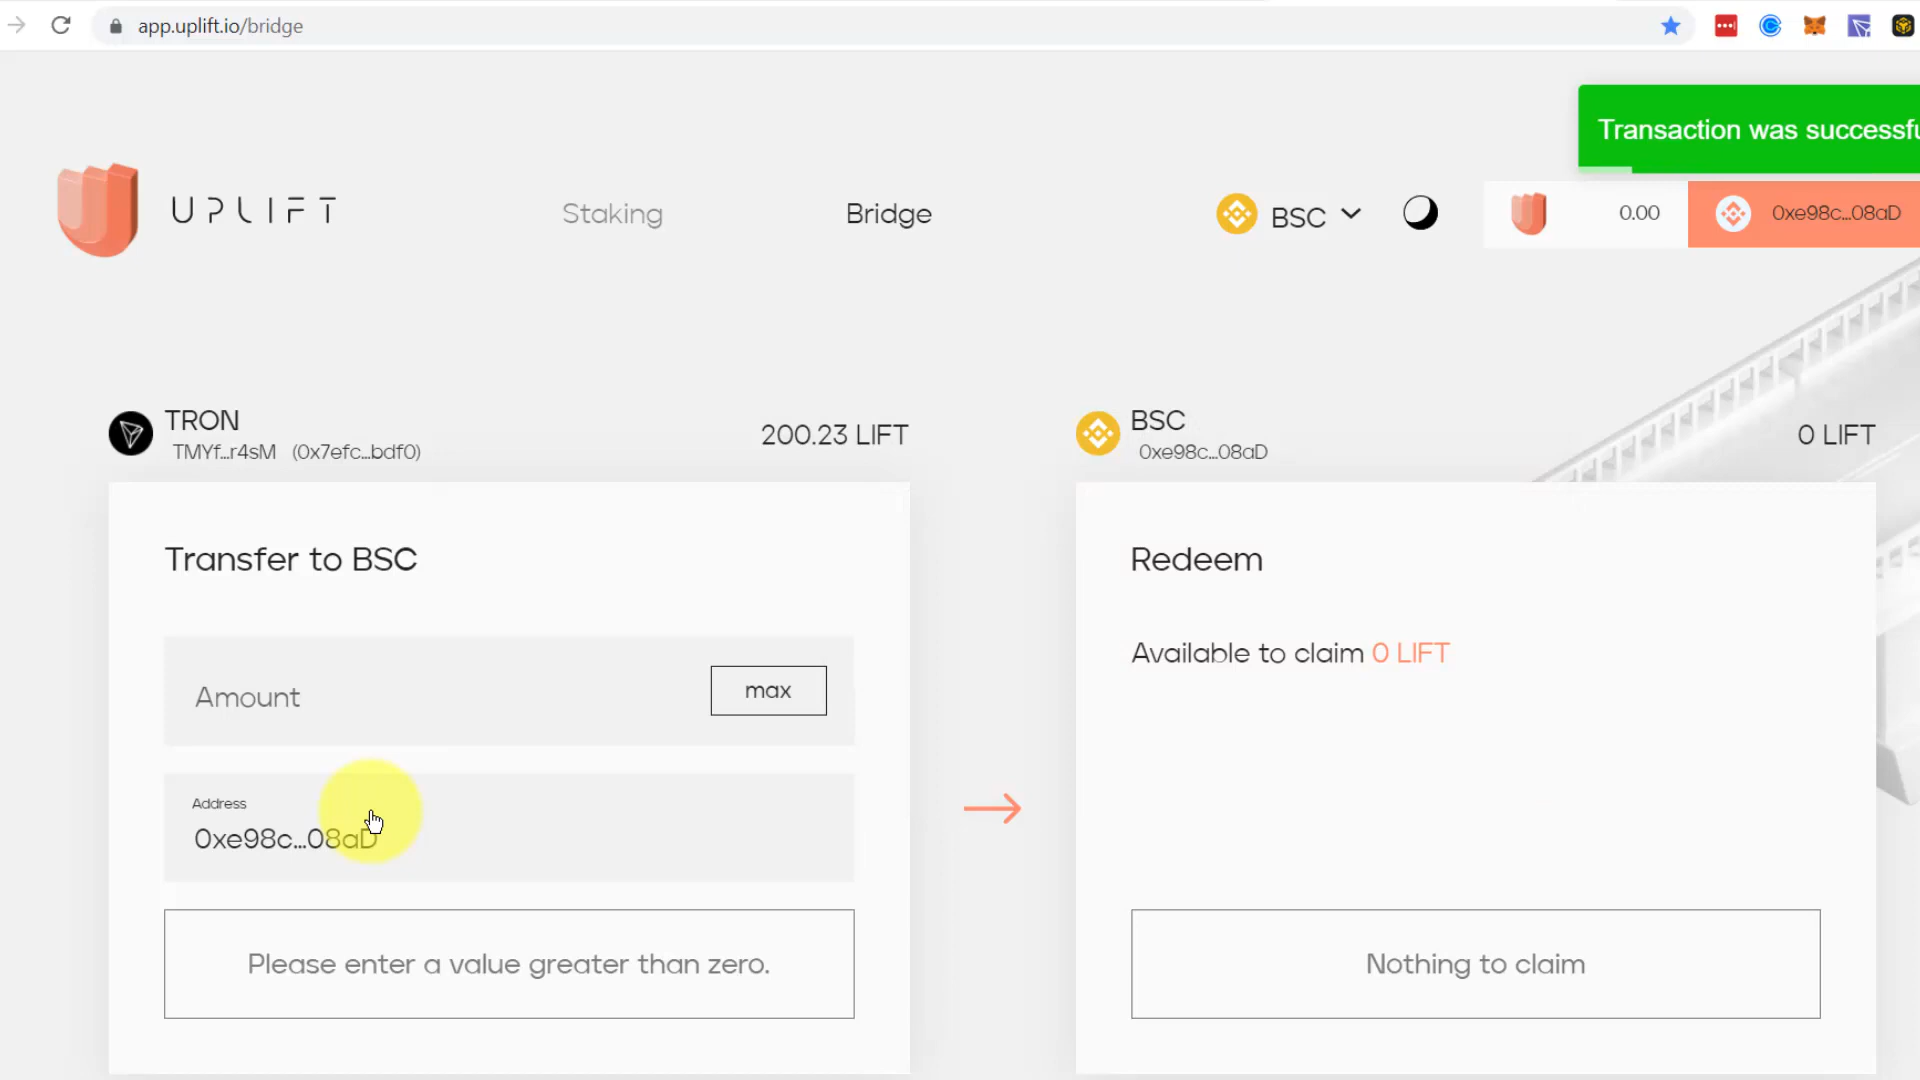 app.uplift.io/bridge
Transaction was successfu
UPLIFT
Staking
Bridge
BSC
0.00
0xe98c...08aD
TRON
TMYf...r4sM (0x7efc...bdf0)
200.23 LIFT
BSC
0xe98c...08aD
0 LIFT
Transfer to BSC
Amount
max
Address
0xe98c...08aD
Please enter a value greater than zero.
Redeem
Available to claim 0 LIFT
Nothing to claim